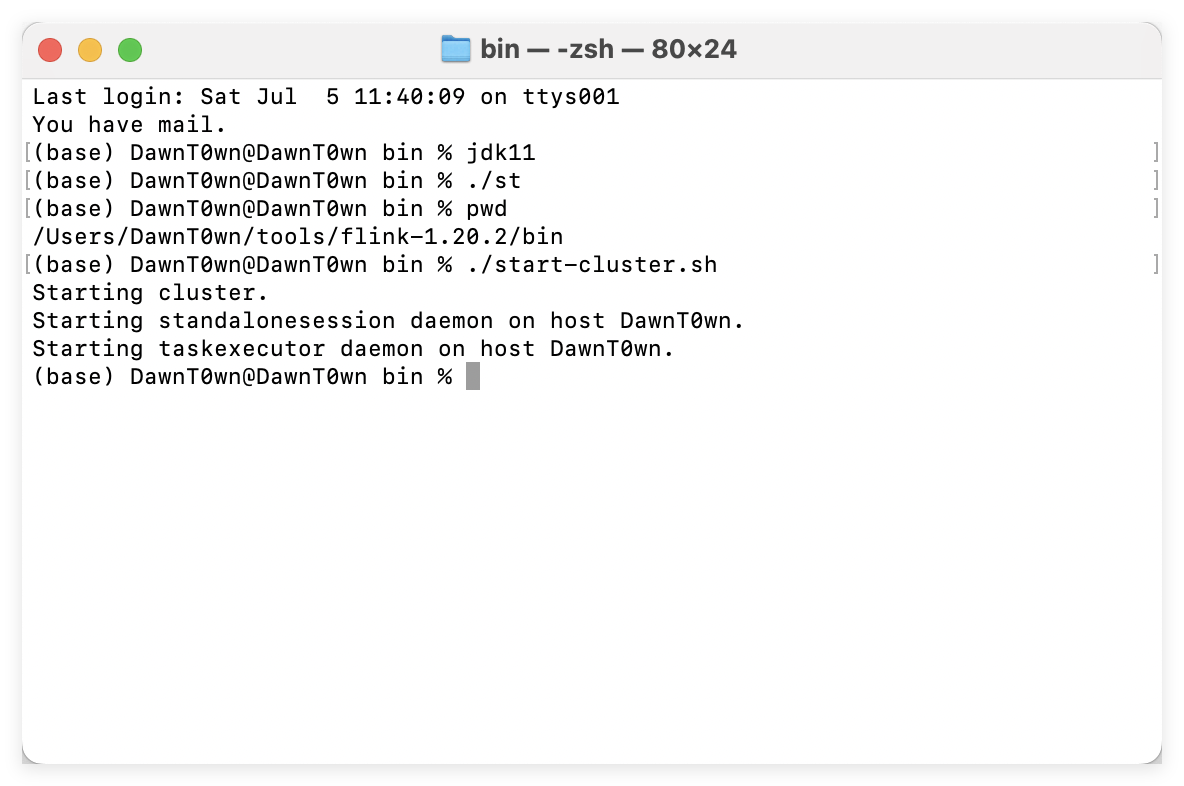 bin — -zsh — 80×24
Last login: Sat Jul  5 11:40:09 on ttys001
You have mail.
[(base) DawnT0wn@DawnT0wn bin % jdk11 ]
[(base) DawnT0wn@DawnT0wn bin % ./st ]
[(base) DawnT0wn@DawnT0wn bin % pwd ]
/Users/DawnT0wn/tools/flink-1.20.2/bin
[(base) DawnT0wn@DawnT0wn bin % ./start-cluster.sh ]
Starting cluster.
Starting standalonesession daemon on host DawnT0wn.
Starting taskexecutor daemon on host DawnT0wn.
(base) DawnT0wn@DawnT0wn bin %